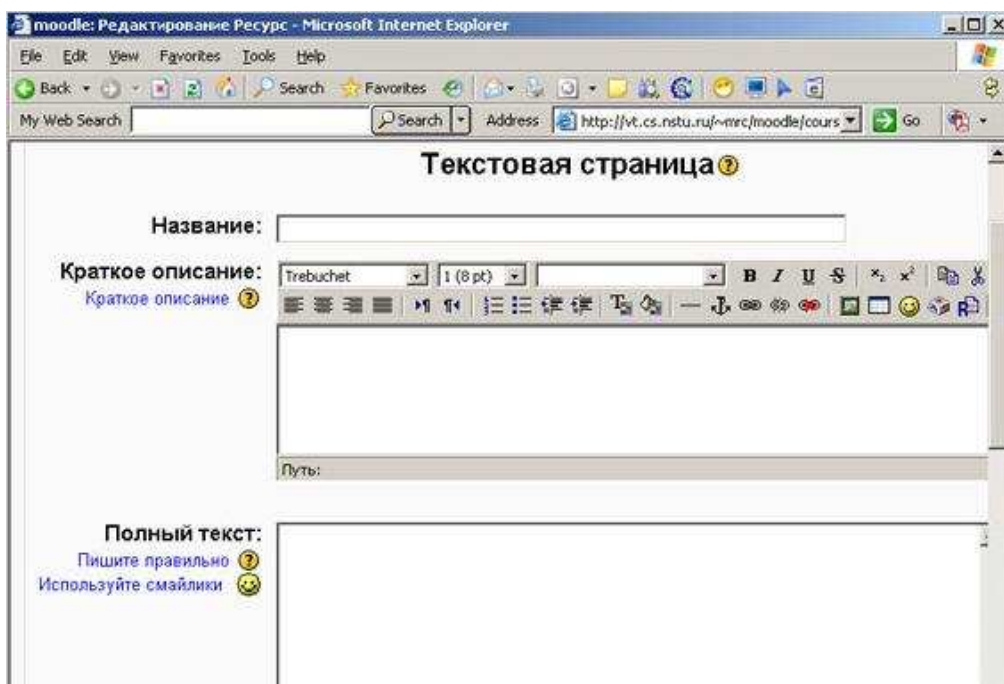 moodle: Редактирование Ресурс - Microsoft Internet Explorer
File Edit View Favorites Tools Help
Back Search Favorites
My Web Search Search Address http://vt.cs.nstu.ru/~mrc/moodle/cours Go
Текстовая страница
Название:
Краткое описание: Trebuchet 1 (8 pt) B I U S x₂ x²
Краткое описание
Путь:
Полный текст:
Пишите правильно
Используйте смайлики